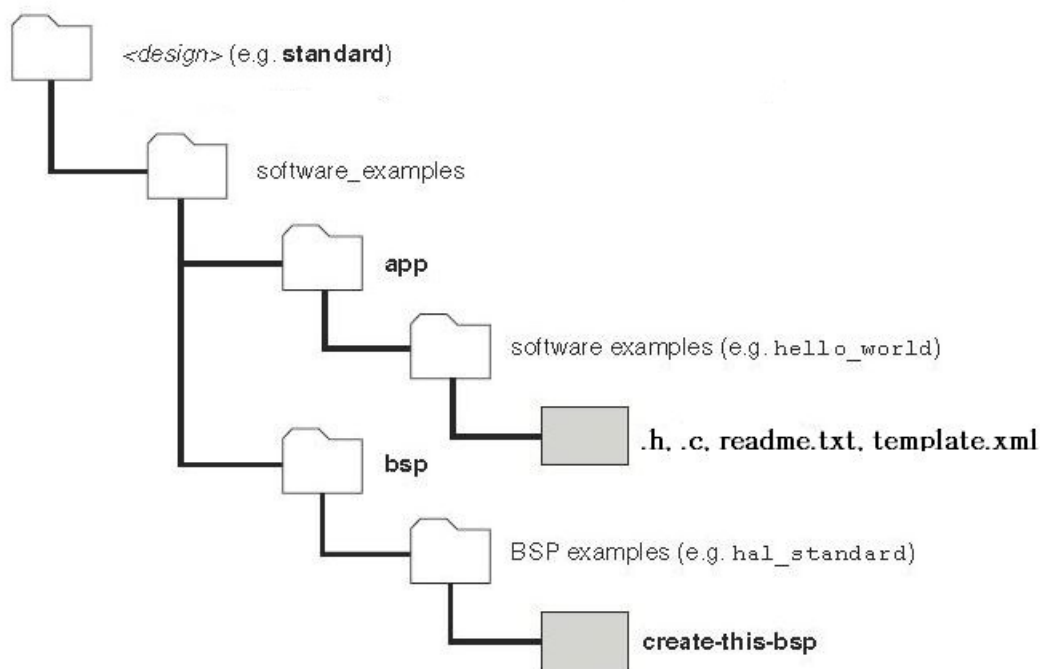 <design> (e.g. standard)
software_examples
app
software examples (e.g. hello_world)
.h, .c, readme.txt, template.xml
bsp
BSP examples (e.g. hal_standard)
create-this-bsp